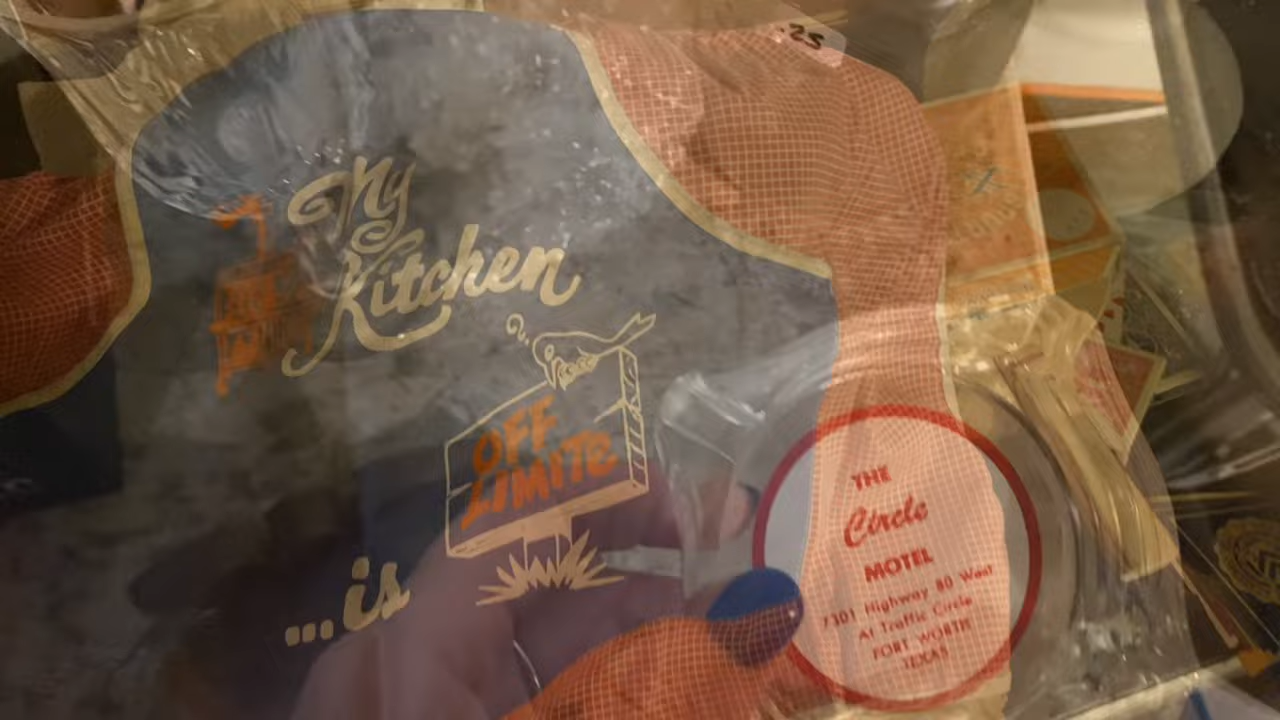 .25
My
Kitchen
OFF
LIMITS
...is
THE
Circle
MOTEL
7301 Highway 80 West
At Traffic Circle
FORT WORTH
TEXAS